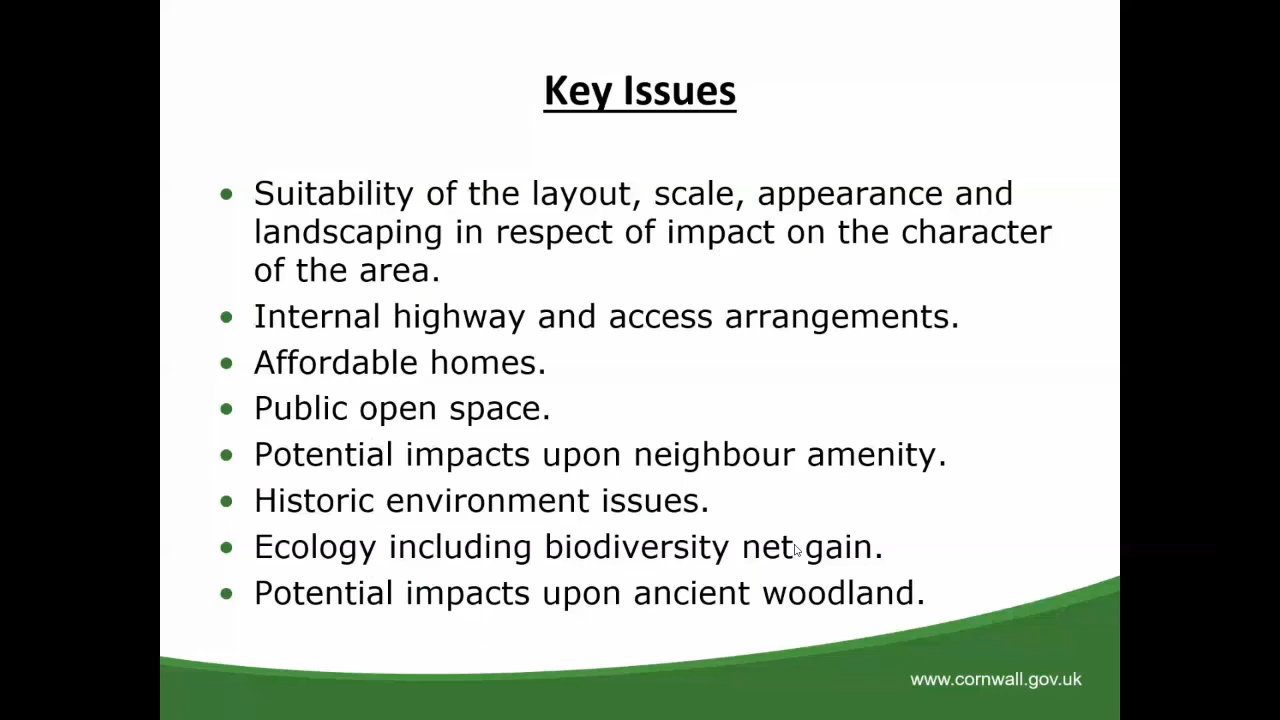 Key Issues
• Suitability of the layout, scale, appearance and
landscaping in respect of impact on the character
of the area.
• Internal highway and access arrangements.
• Affordable homes.
• Public open space.
• Potential impacts upon neighbour amenity.
• Historic environment issues.
• Ecology including biodiversity net gain.
• Potential impacts upon ancient woodland.
www.cornwall.gov.uk